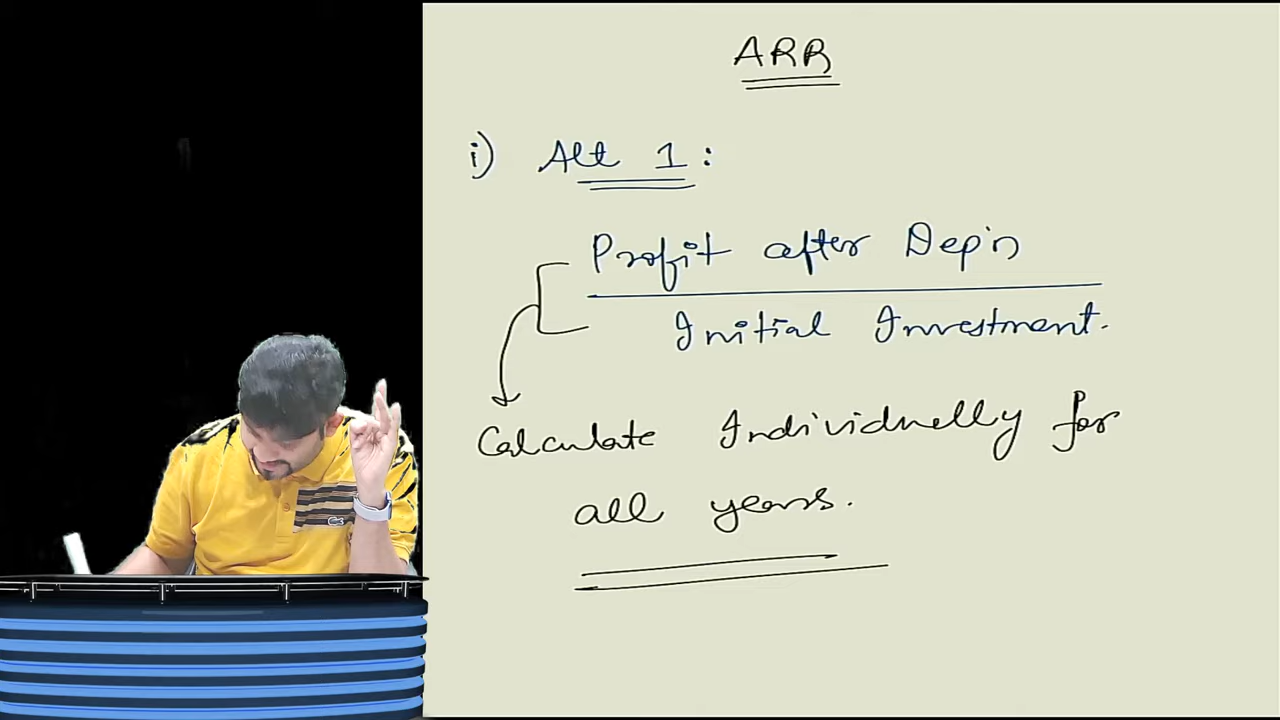 ARR
i) Alt 1:
Profit after Dep'n
Initial Investment.
Calculate Individually for
all years.